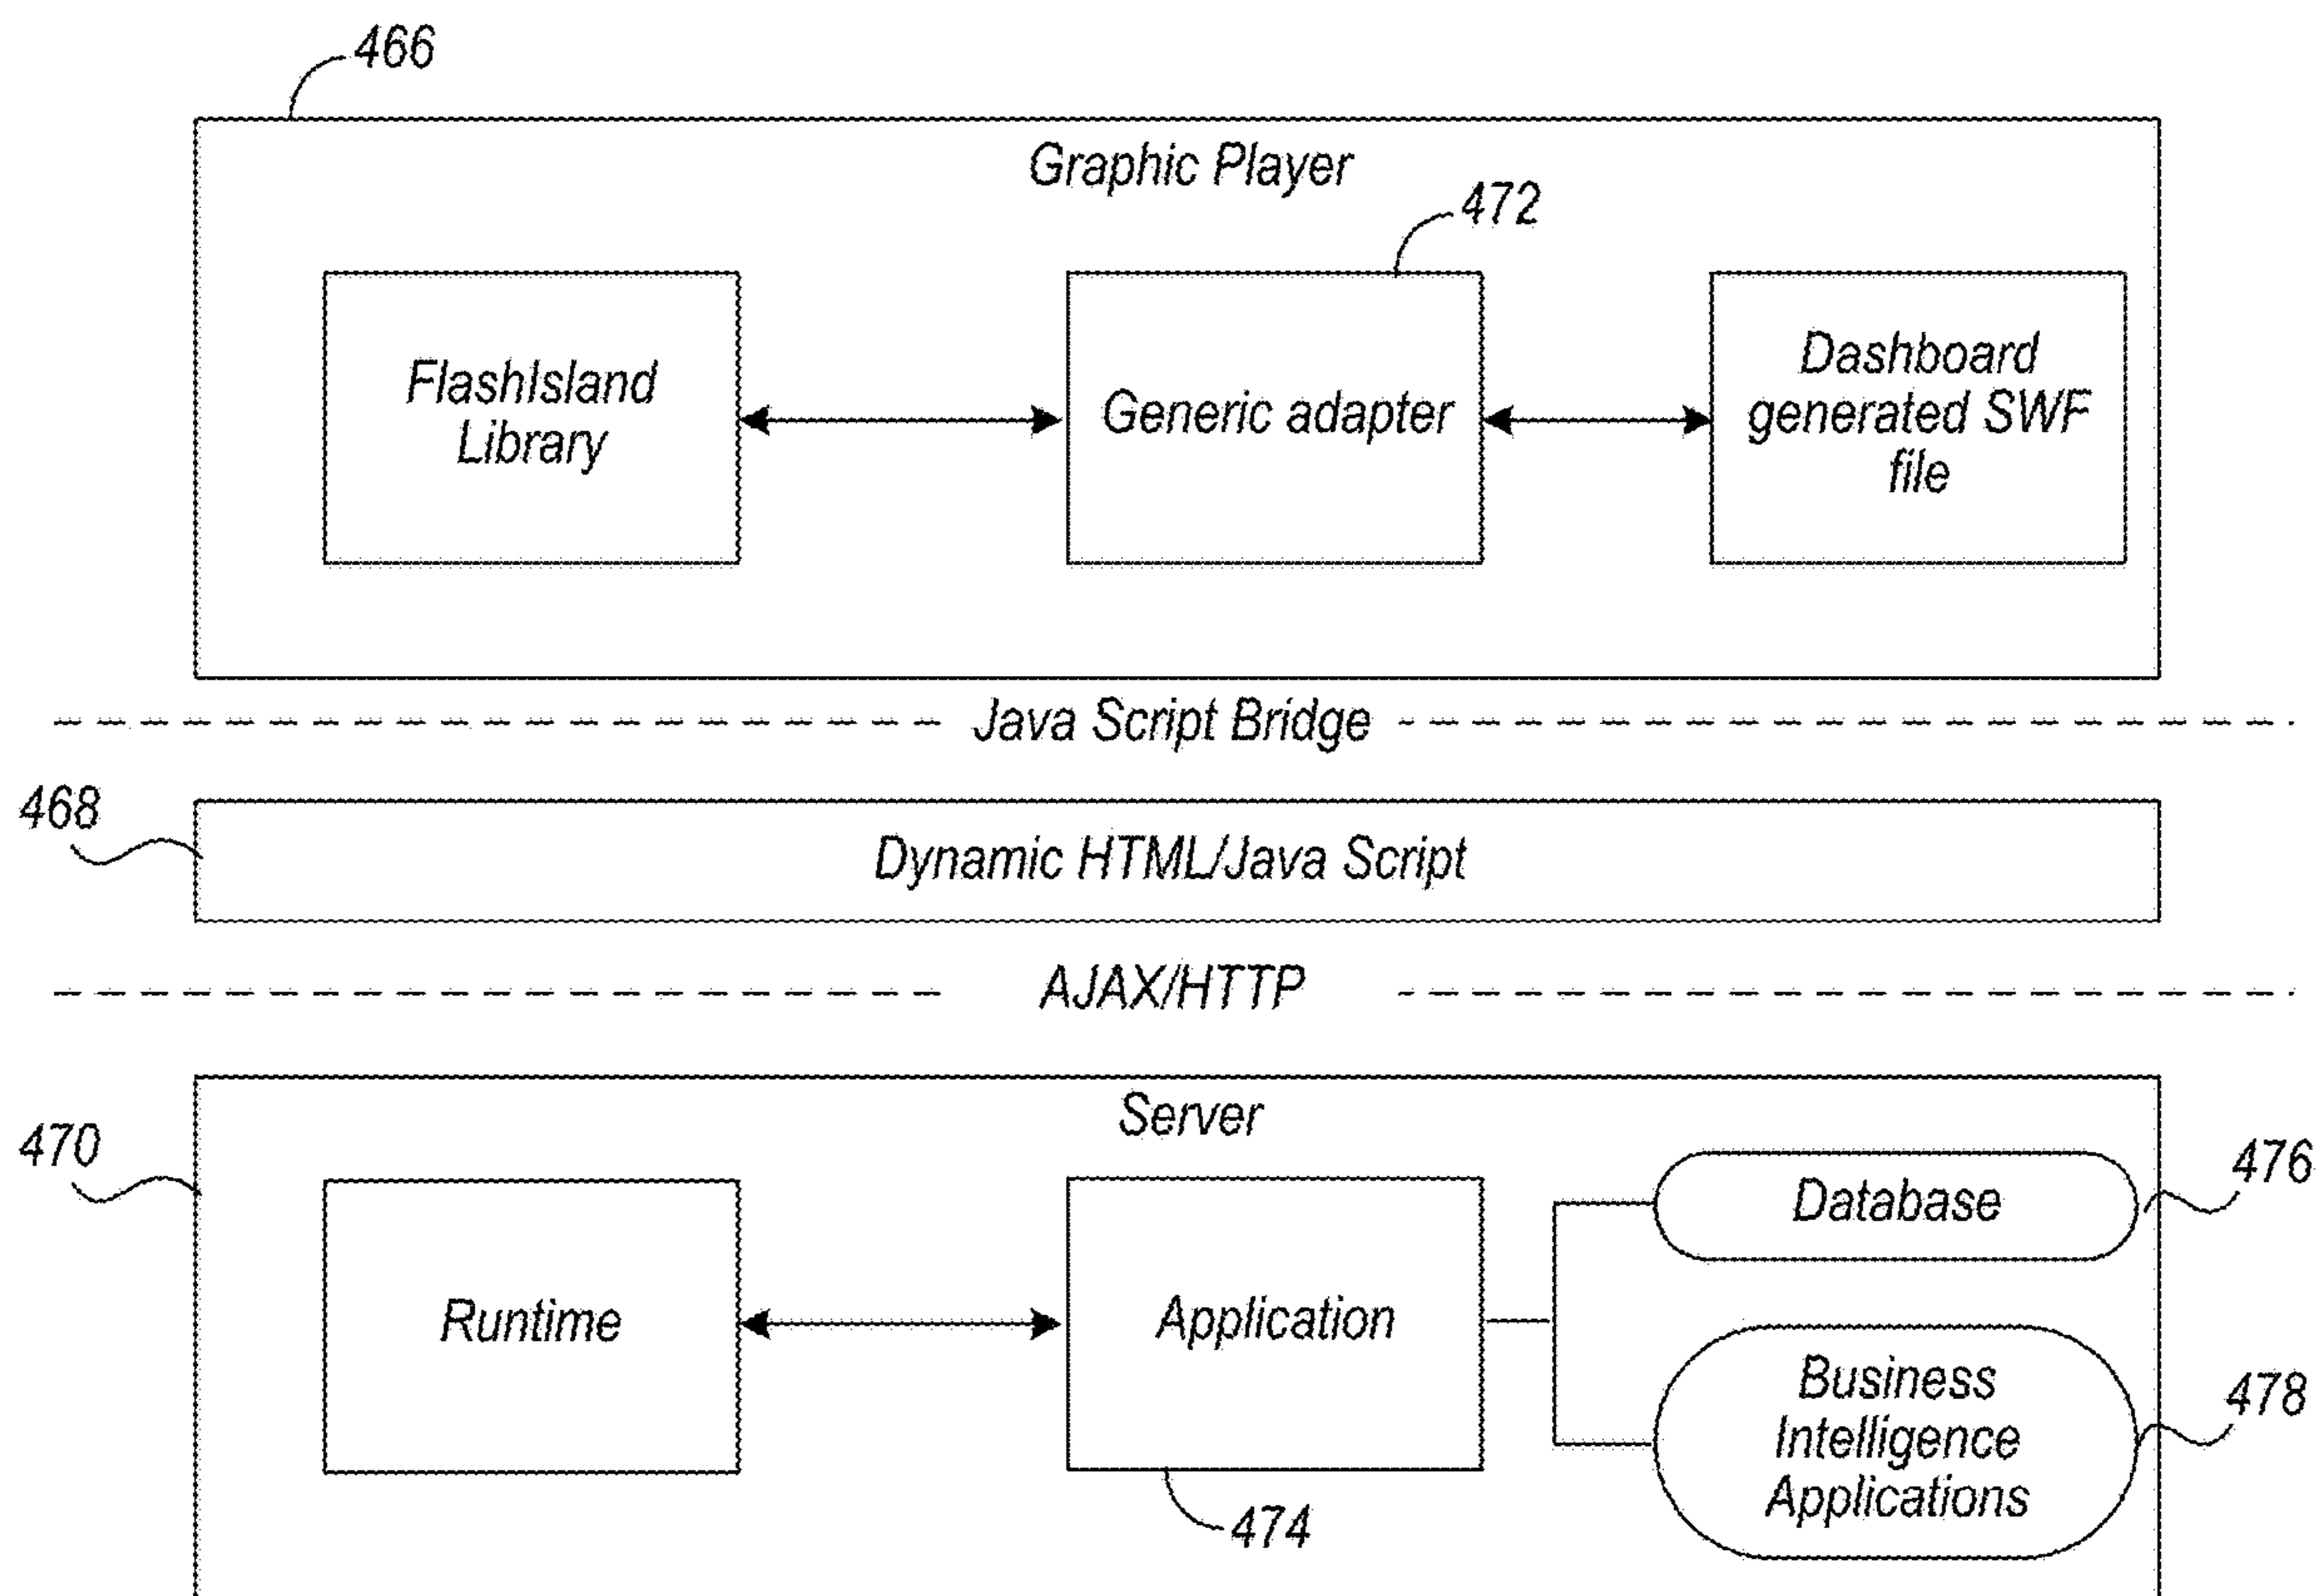 466
Graphic Player
472
FlashIsland
Library
Generic adapter
Dashboard
generated SWF
file
Java Script Bridge
468
Dynamic HTML/Java Script
AJAX/HTTP
470
Server
Runtime
Application
474
Database
476
Business
Intelligence
Applications
478